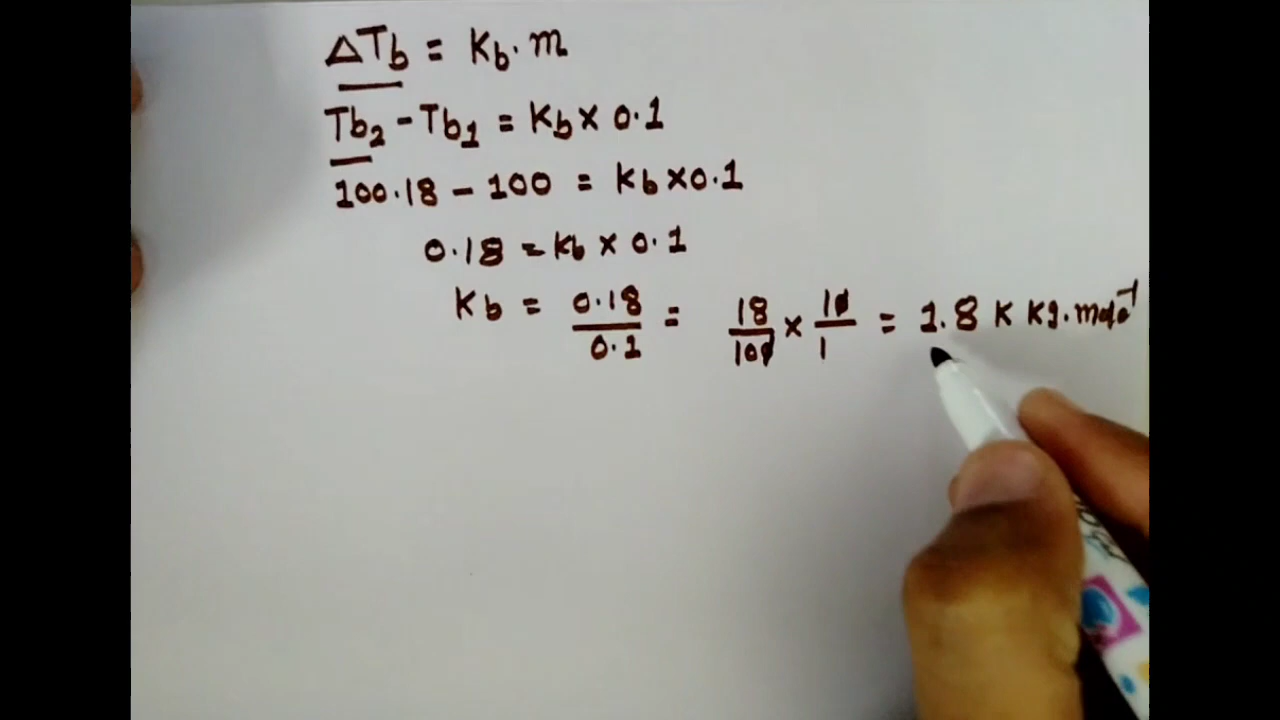 ΔTb = Kb · m
Tb₂ - Tb₁ = Kb × 0.1
100.18 - 100 = Kb × 0.1
0.18 = Kb × 0.1
Kb = 0.18/0.1 = 18/100 × 10/1 = 1.8 K Kg. mole⁻¹